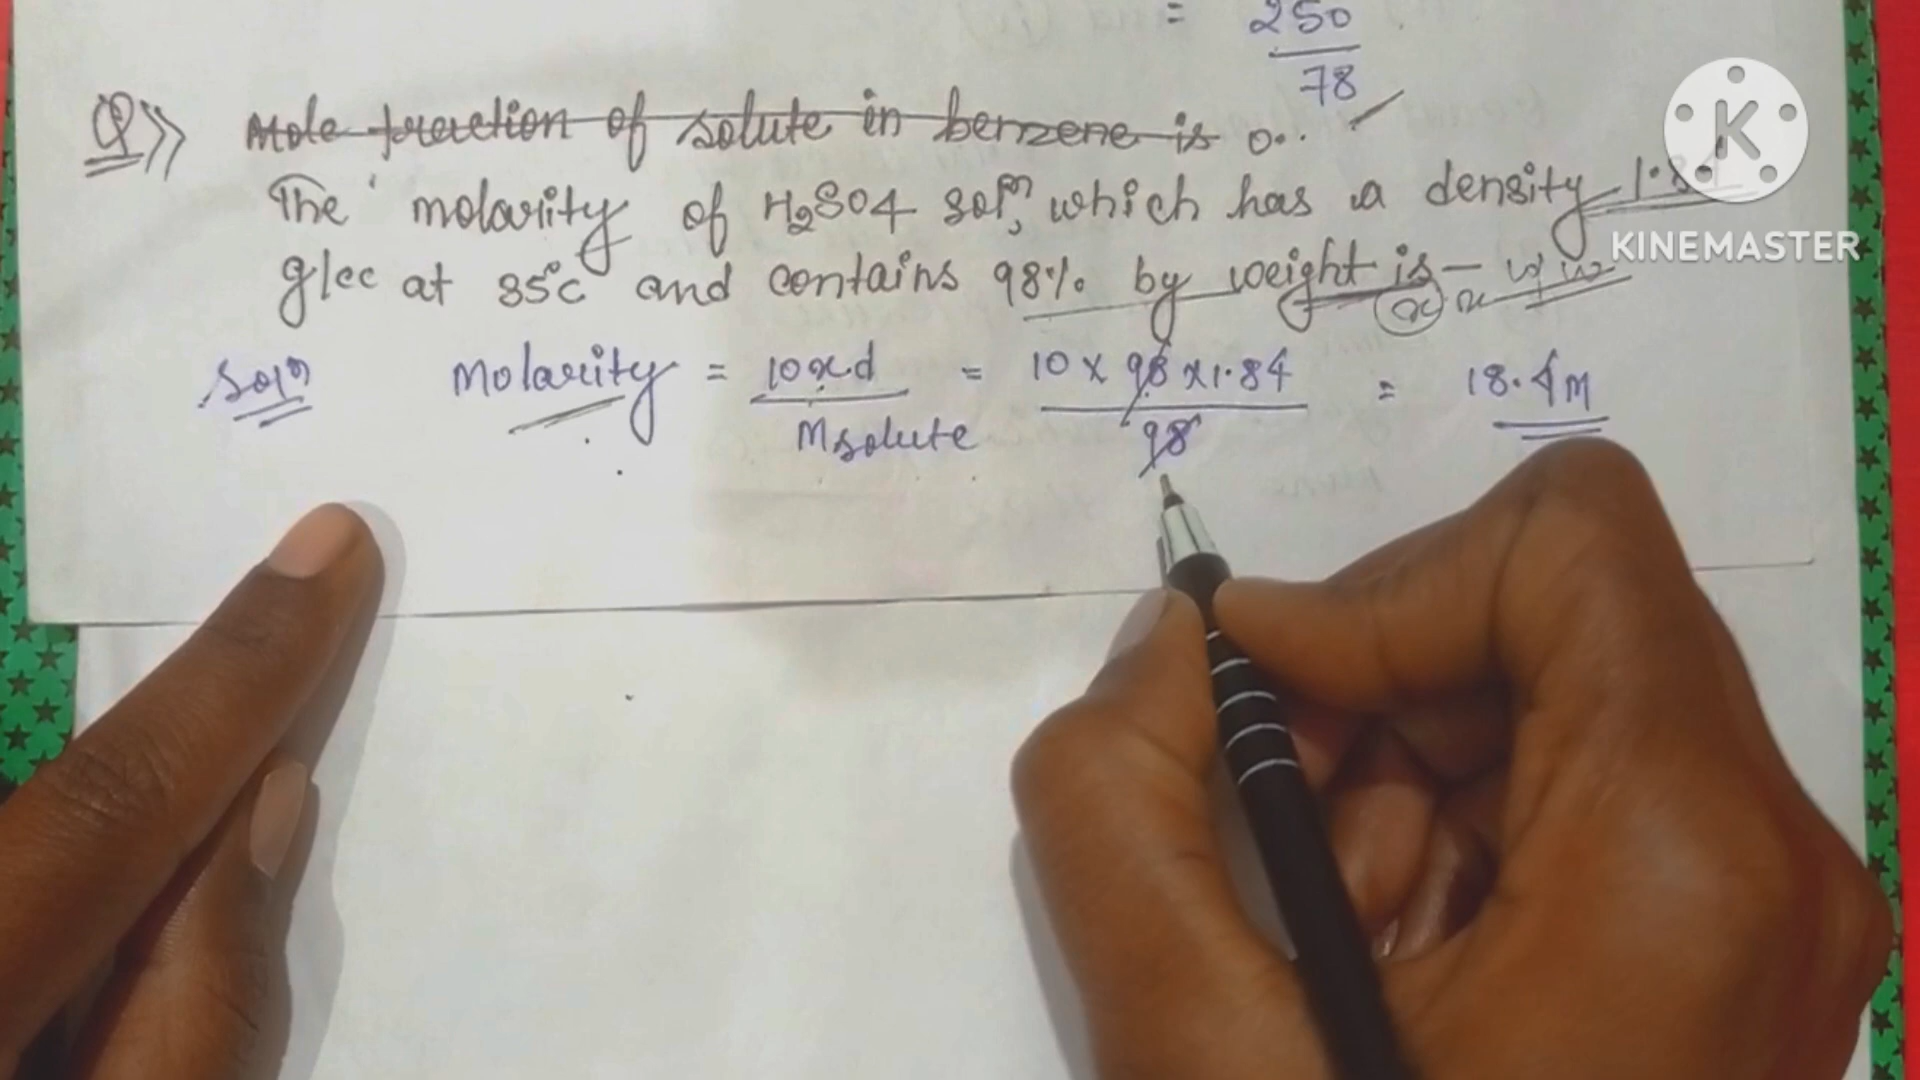 = 250
78
Q>> Mole fraction of solute in benzene is 0..
The molarity of H2SO4 soln, which has a density 1.84
g/cc at 35°C and contains 98% by weight is — w/w
(x)
Soln Molarity = 10xd = 10 x 98 x 1.84 = 18.4M
Msolute 98
K
KINEMASTER